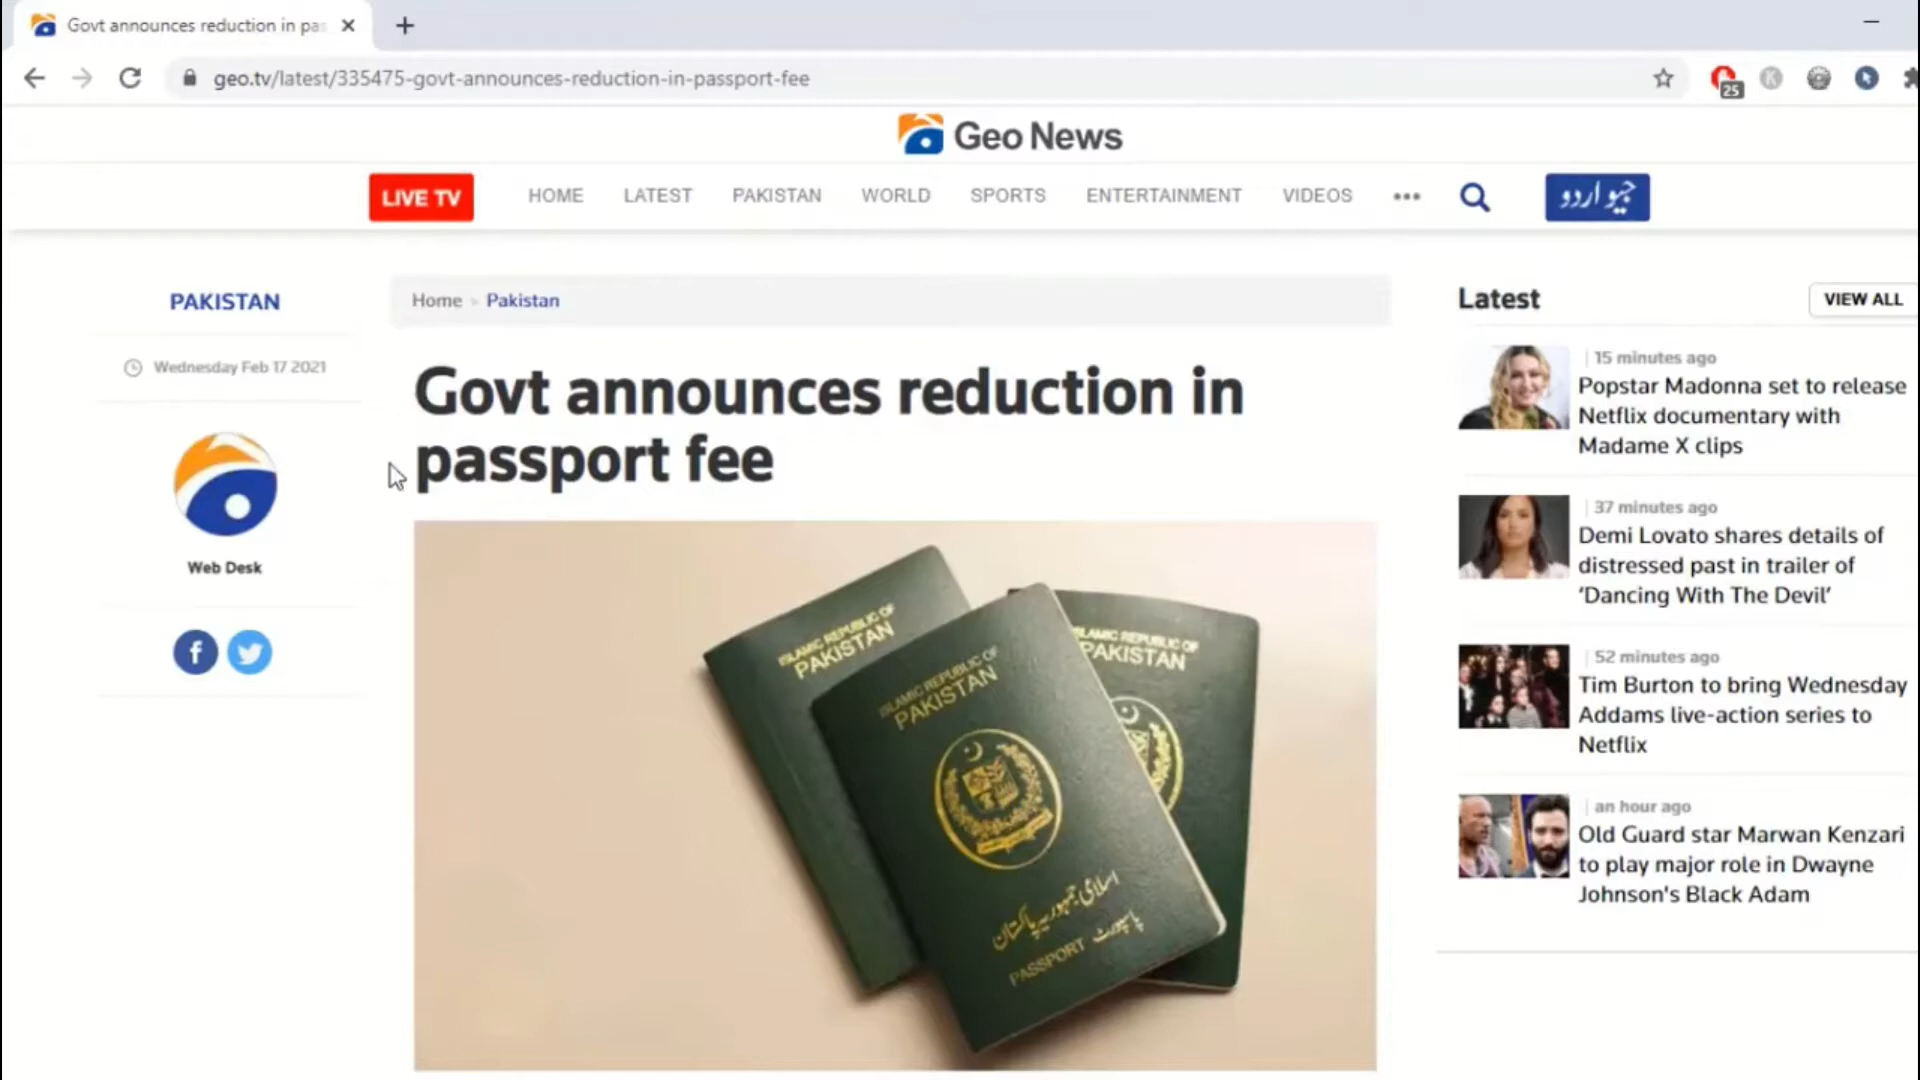 Govt announces reduction in pas
geo.tv/latest/335475-govt-announces-reduction-in-passport-fee
25
K
Geo News
LIVE TV
HOME
LATEST
PAKISTAN
WORLD
SPORTS
ENTERTAINMENT
VIDEOS
جیو اردو
PAKISTAN
Wednesday Feb 17 2021
Web Desk
Home
Pakistan
Govt announces reduction in
passport fee
ISLAMIC REPUBLIC OF
PAKISTAN
ISLAMIC REPUBLIC OF
PAKISTAN
اسلامی جمہوریہ پاکستان
PASSPORT پاسپورٹ
ISLAMIC REPUBLIC OF
PAKISTAN
Latest
VIEW ALL
15 minutes ago
Popstar Madonna set to release
Netflix documentary with
Madame X clips
37 minutes ago
Demi Lovato shares details of
distressed past in trailer of
‘Dancing With The Devil’
52 minutes ago
Tim Burton to bring Wednesday
Addams live-action series to
Netflix
an hour ago
Old Guard star Marwan Kenzari
to play major role in Dwayne
Johnson's Black Adam